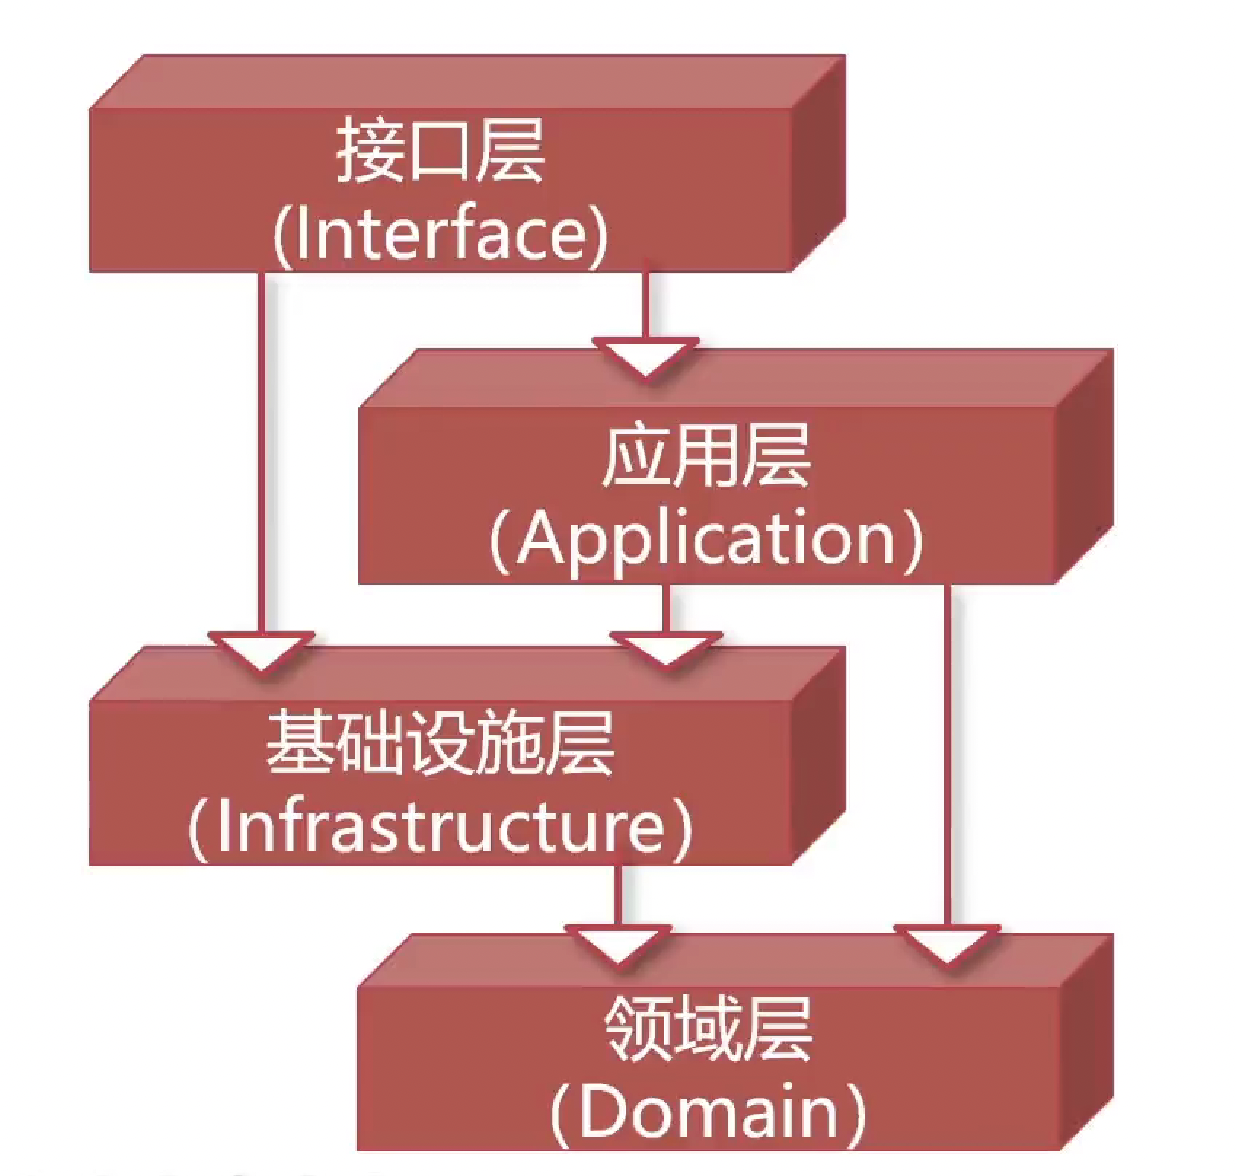 接口层
(Interface)
应用层
（Application）
基础设施层
（Infrastructure）
领域层
（Domain）